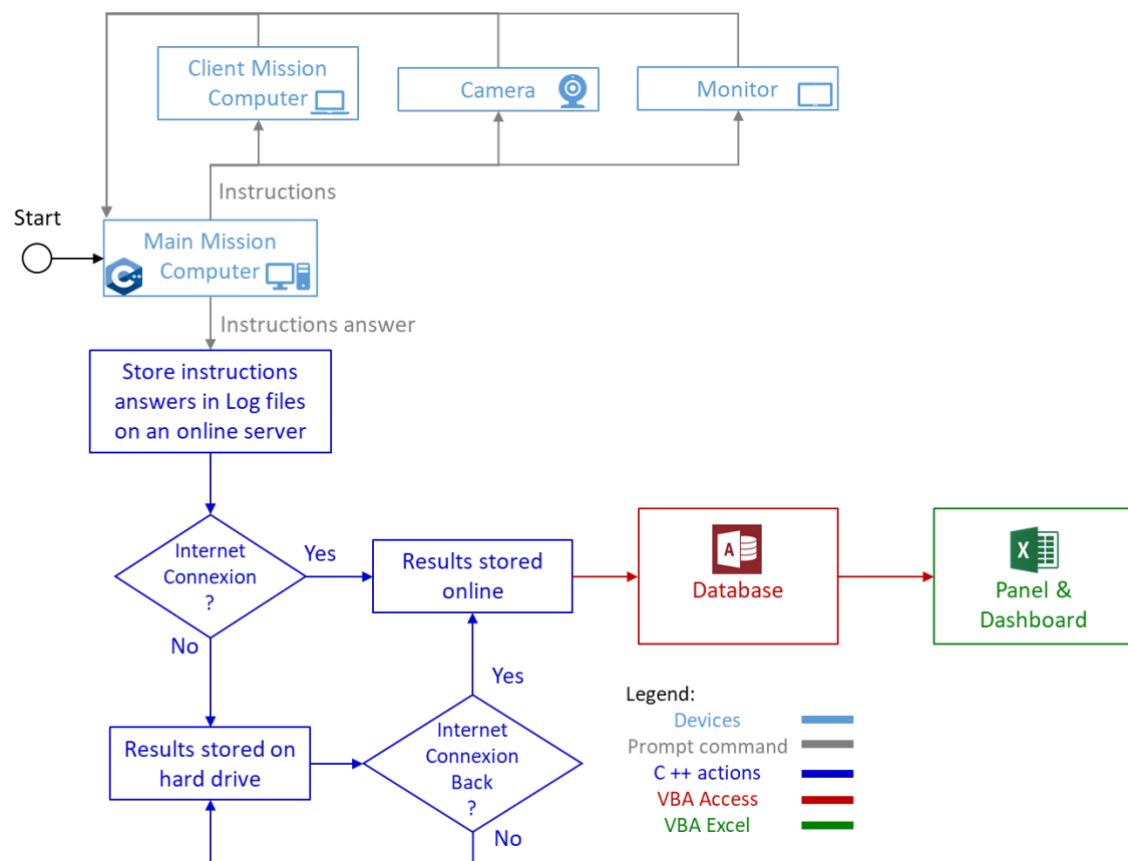 Client Mission
Computer
Camera
Monitor
Instructions
Start
Main Mission
Computer
C++
Instructions answer
Store instructions
answers in Log files
on an online server
Internet
Connexion
?
Yes
No
Results stored
online
A
Database
X
Panel &
Dashboard
Yes
Results stored on
hard drive
Internet
Connexion
Back
?
No
Legend:
Devices
Prompt command
C ++ actions
VBA Access
VBA Excel